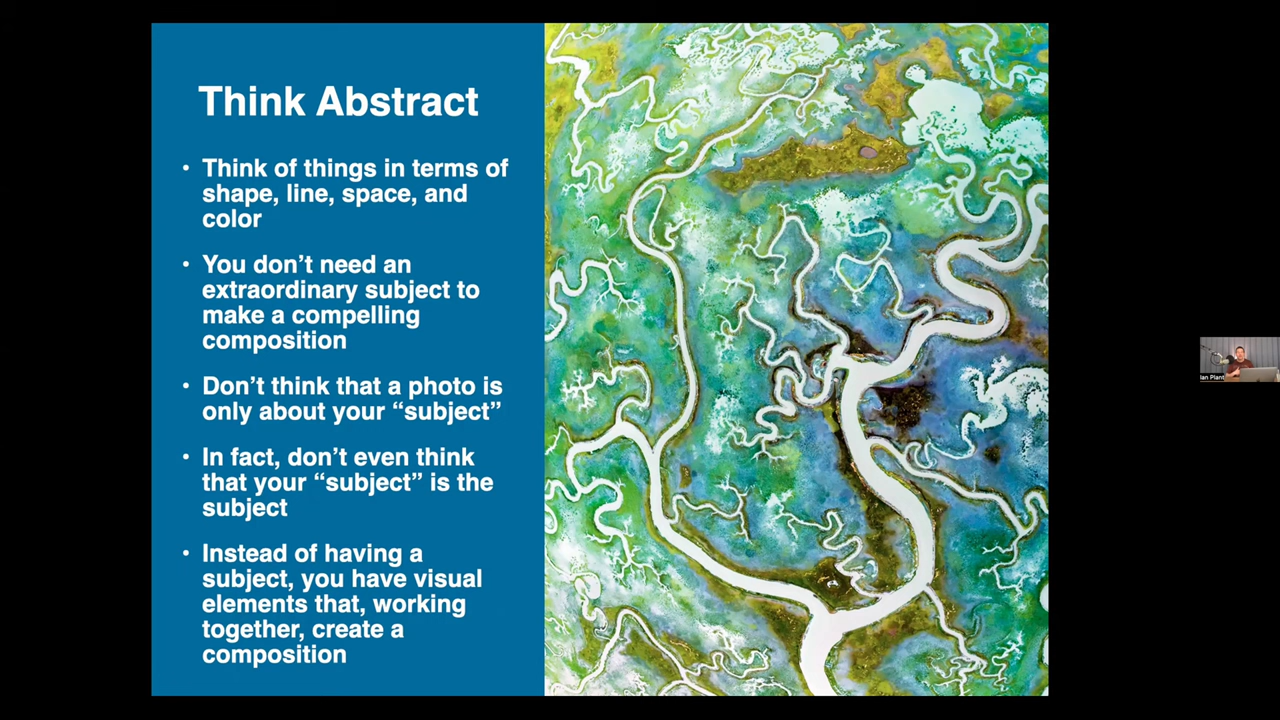 Think Abstract
• Think of things in terms of
shape, line, space, and
color
• You don’t need an
extraordinary subject to
make a compelling
composition
• Don’t think that a photo is
only about your “subject”
• In fact, don’t even think
that your “subject” is the
subject
• Instead of having a
subject, you have visual
elements that, working
together, create a
composition
Ian Plant